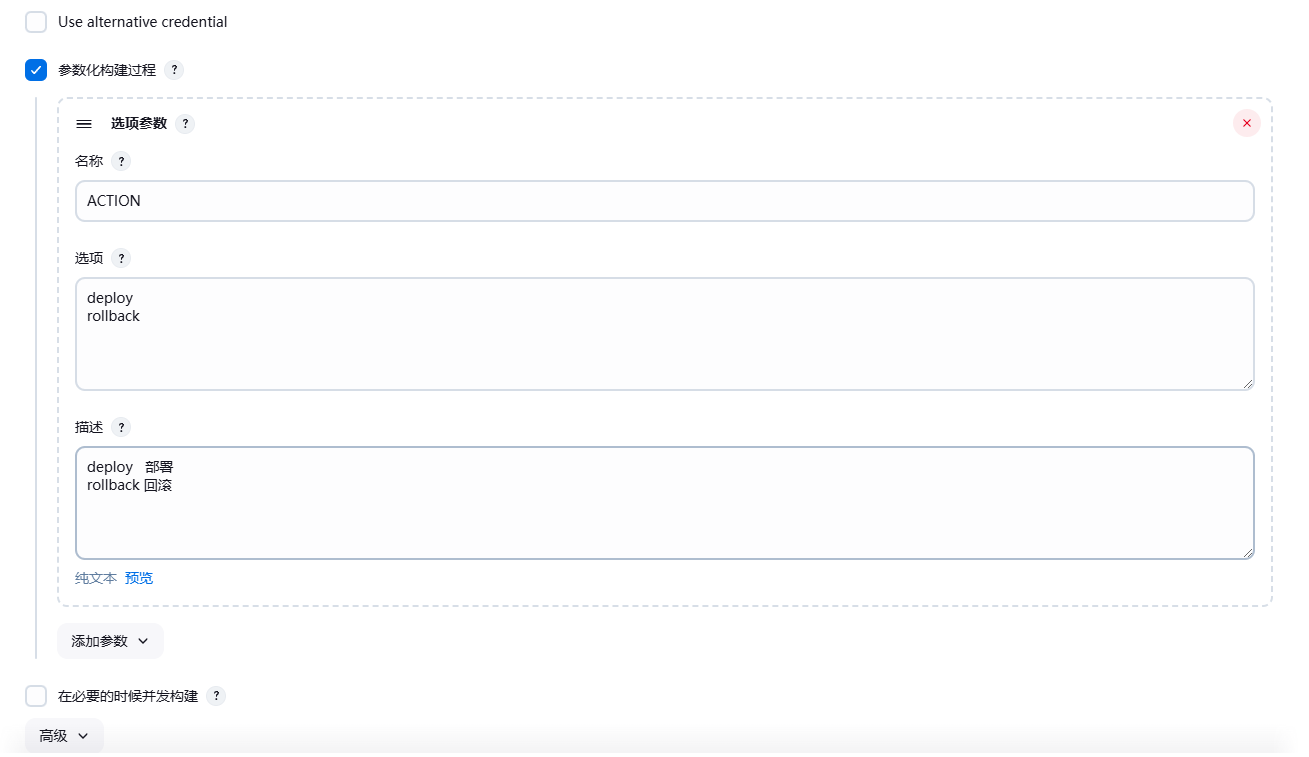 Use alternative credential
参数化构建过程 ?
选项参数 ?
名称 ?
ACTION
选项 ?
deploy
rollback
描述 ?
deploy   部署
rollback 回滚
纯文本 预览
添加参数
在必要的时候并发构建 ?
高级